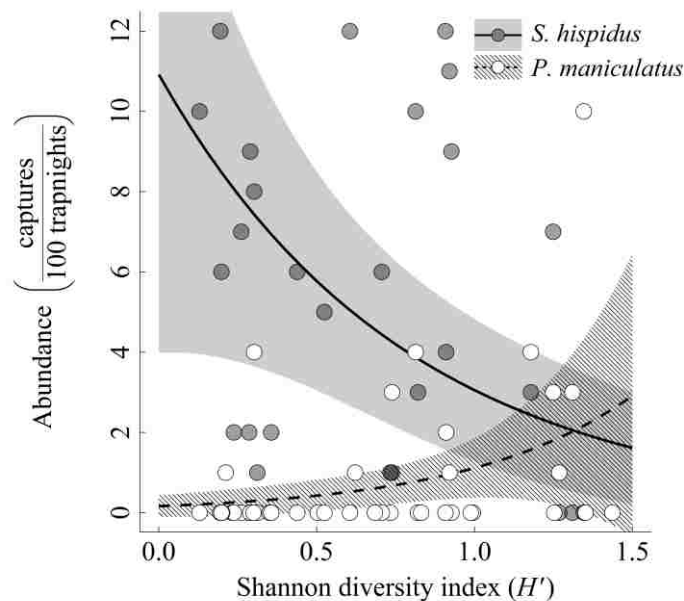 S. hispidus
P. maniculatus
12
10
8
6
4
2
0
Abundance (captures / 100 trapnights)
0.0 0.5 1.0 1.5
Shannon diversity index (H′)